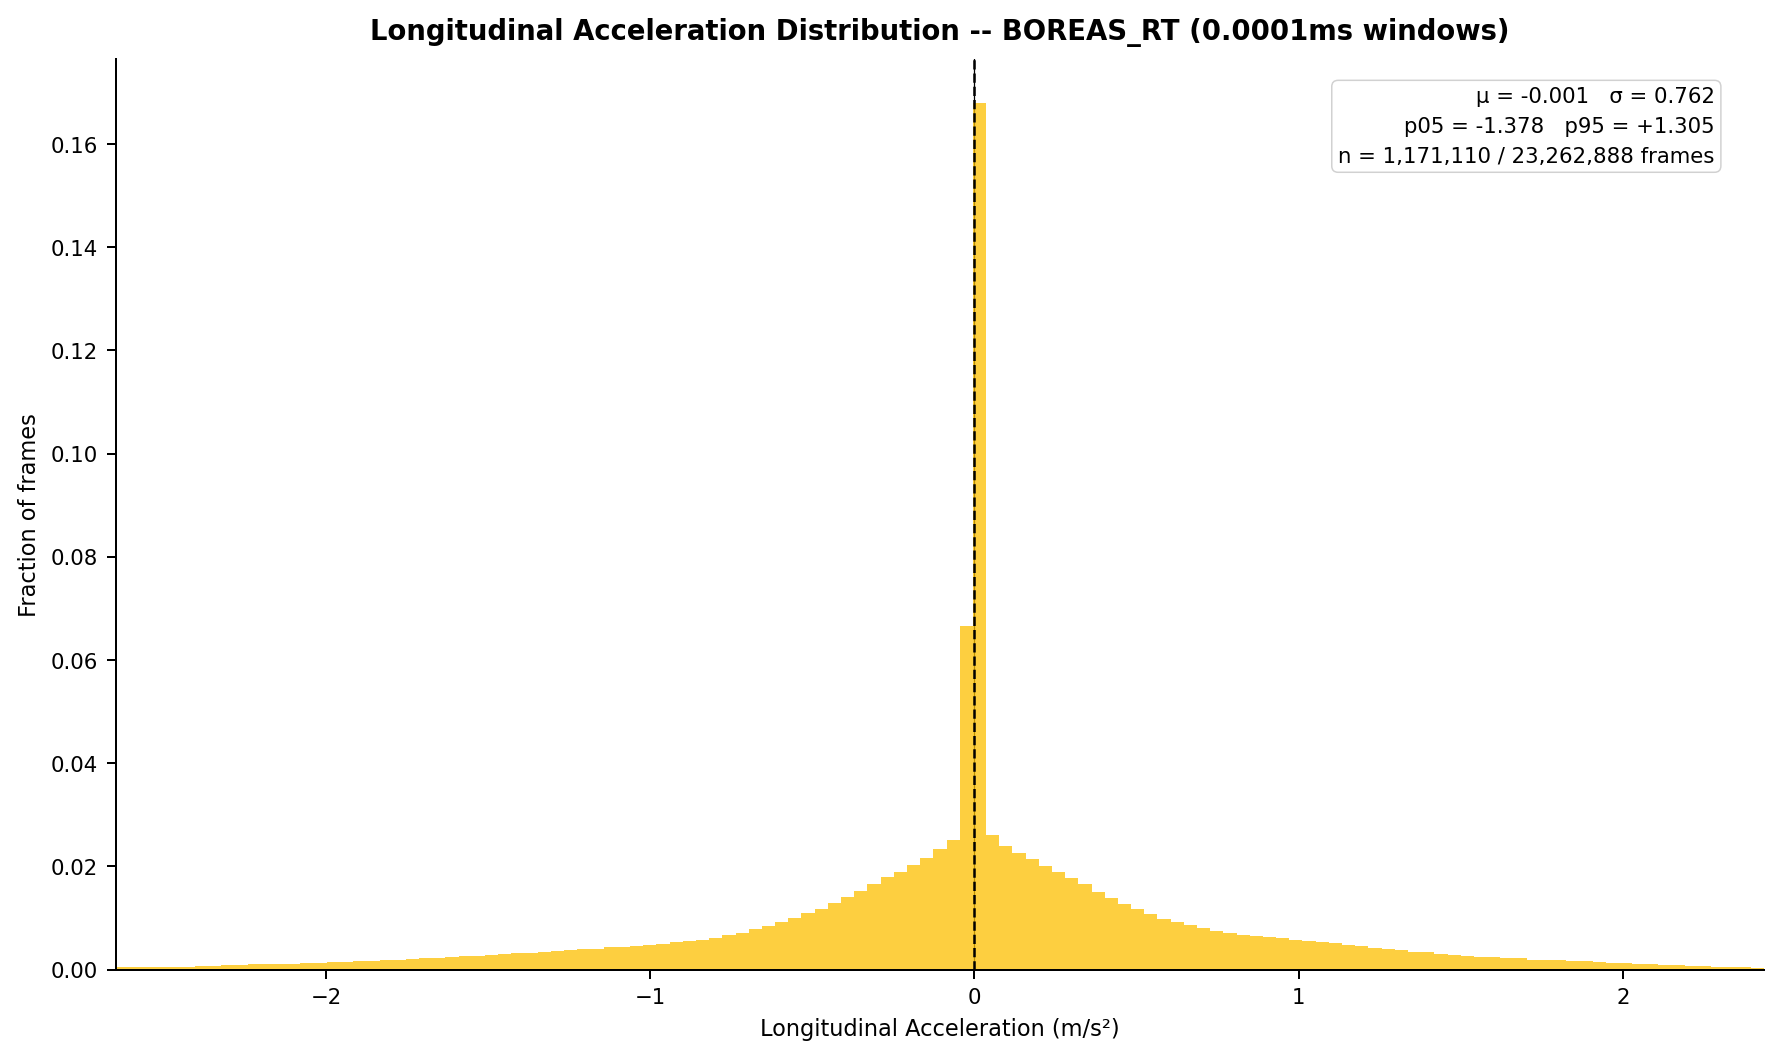 Longitudinal Acceleration Distribution -- BOREAS_RT (0.0001ms windows)
μ = -0.001   σ = 0.762
p05 = -1.378   p95 = +1.305
n = 1,171,110 / 23,262,888 frames
Fraction of frames
0.16
0.14
0.12
0.10
0.08
0.06
0.04
0.02
0.00
−2 −1 0 1 2
Longitudinal Acceleration (m/s²)